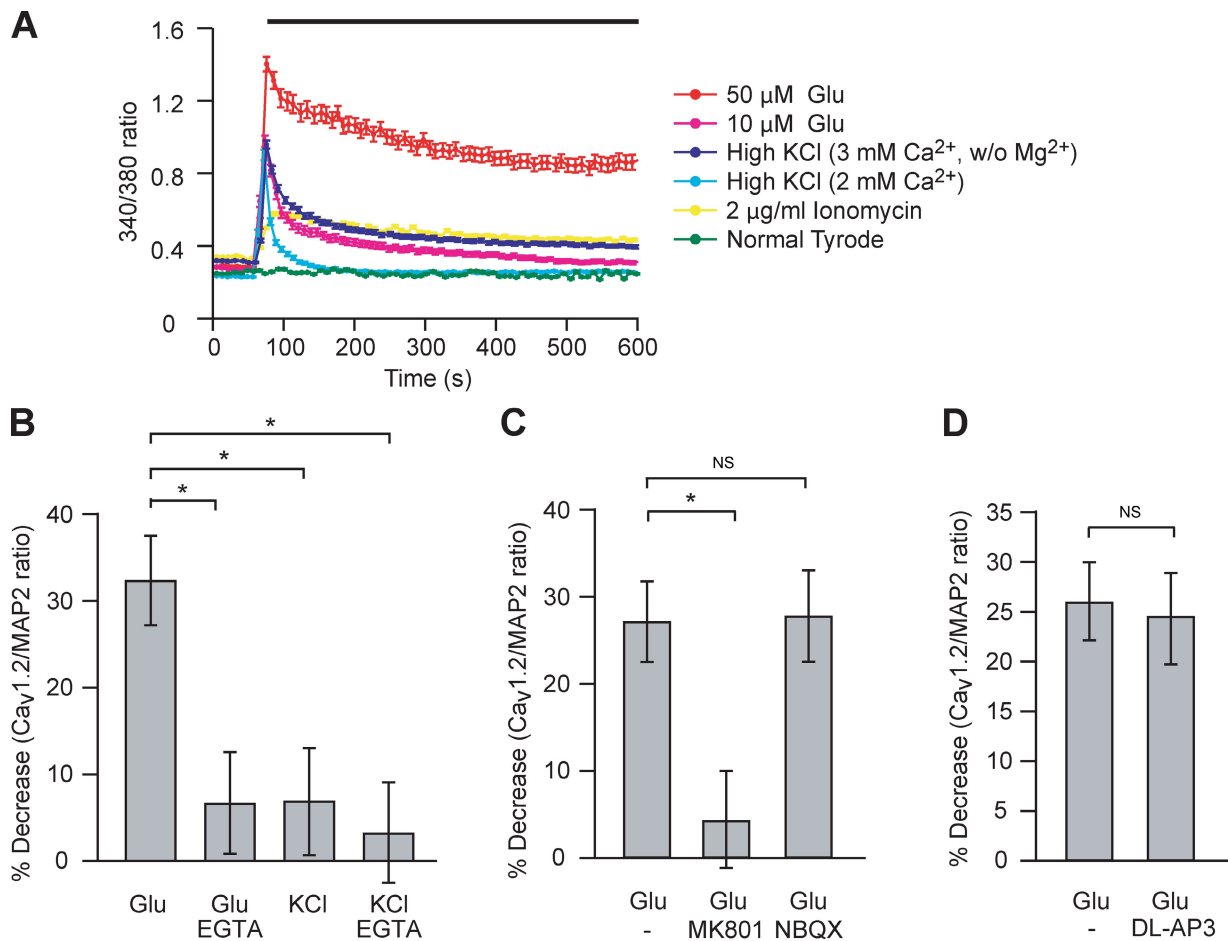 A
1.6
1.2
0.8
0.4
0
340/380 ratio
0 100 200 300 400 500 600
Time (s)
50 µM Glu
10 µM Glu
High KCl (3 mM Ca2+, w/o Mg2+)
High KCl (2 mM Ca2+)
2 µg/ml Ionomycin
Normal Tyrode
B
* 
*
*
40
30
20
10
0
% Decrease (Cav1.2/MAP2 ratio)
Glu Glu KCl KCl
EGTA EGTA
C
NS
*
40
30
20
10
0
% Decrease (Cav1.2/MAP2 ratio)
Glu Glu Glu
- MK801 NBQX
D
NS
35
30
25
20
15
10
5
0
% Decrease (Cav1.2/MAP2 ratio)
Glu Glu
- DL-AP3